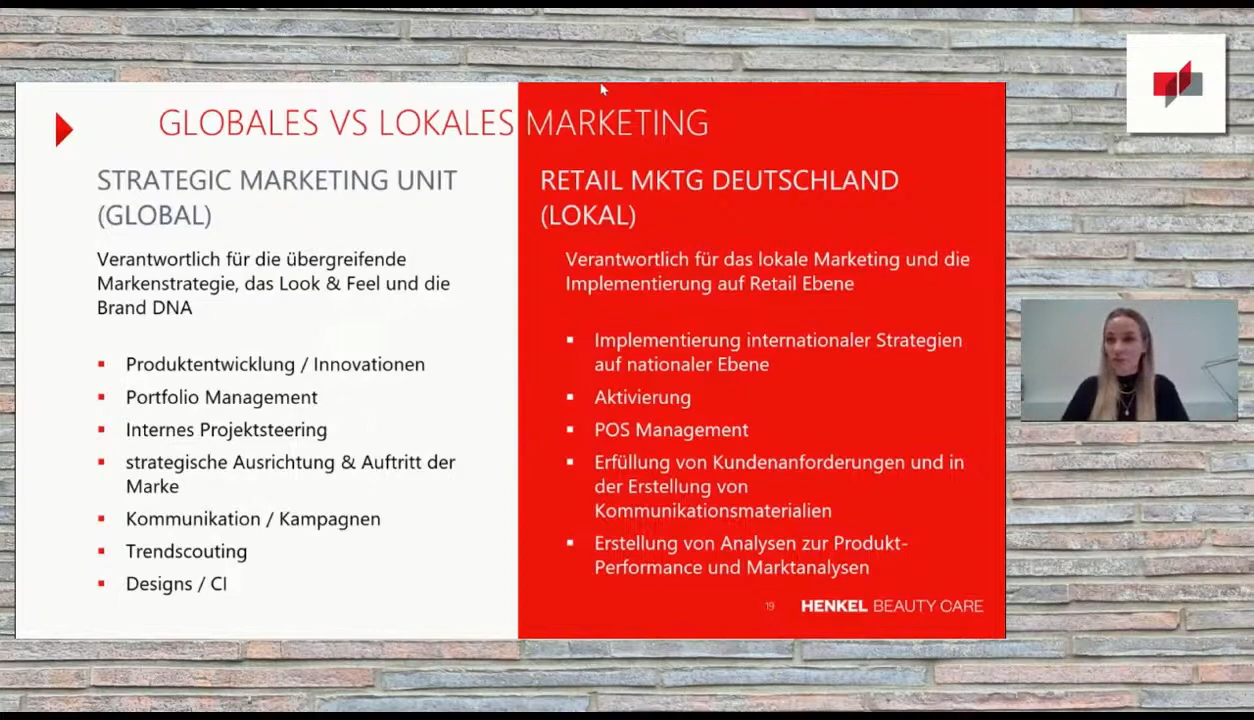 GLOBALES VS LOKALES MARKETING
STRATEGIC MARKETING UNIT
(GLOBAL)
Verantwortlich für die übergreifende
Markenstrategie, das Look & Feel und die
Brand DNA
Produktentwicklung / Innovationen
Portfolio Management
Internes Projektsteering
strategische Ausrichtung & Auftritt der
Marke
Kommunikation / Kampagnen
Trendscouting
Designs / CI
RETAIL MKTG DEUTSCHLAND
(LOKAL)
Verantwortlich für das lokale Marketing und die
Implementierung auf Retail Ebene
Implementierung internationaler Strategien
auf nationaler Ebene
Aktivierung
POS Management
Erfüllung von Kundenanforderungen und in
der Erstellung von
Kommunikationsmaterialien
Erstellung von Analysen zur Produkt-
Performance und Marktanalysen
19 HENKEL BEAUTY CARE